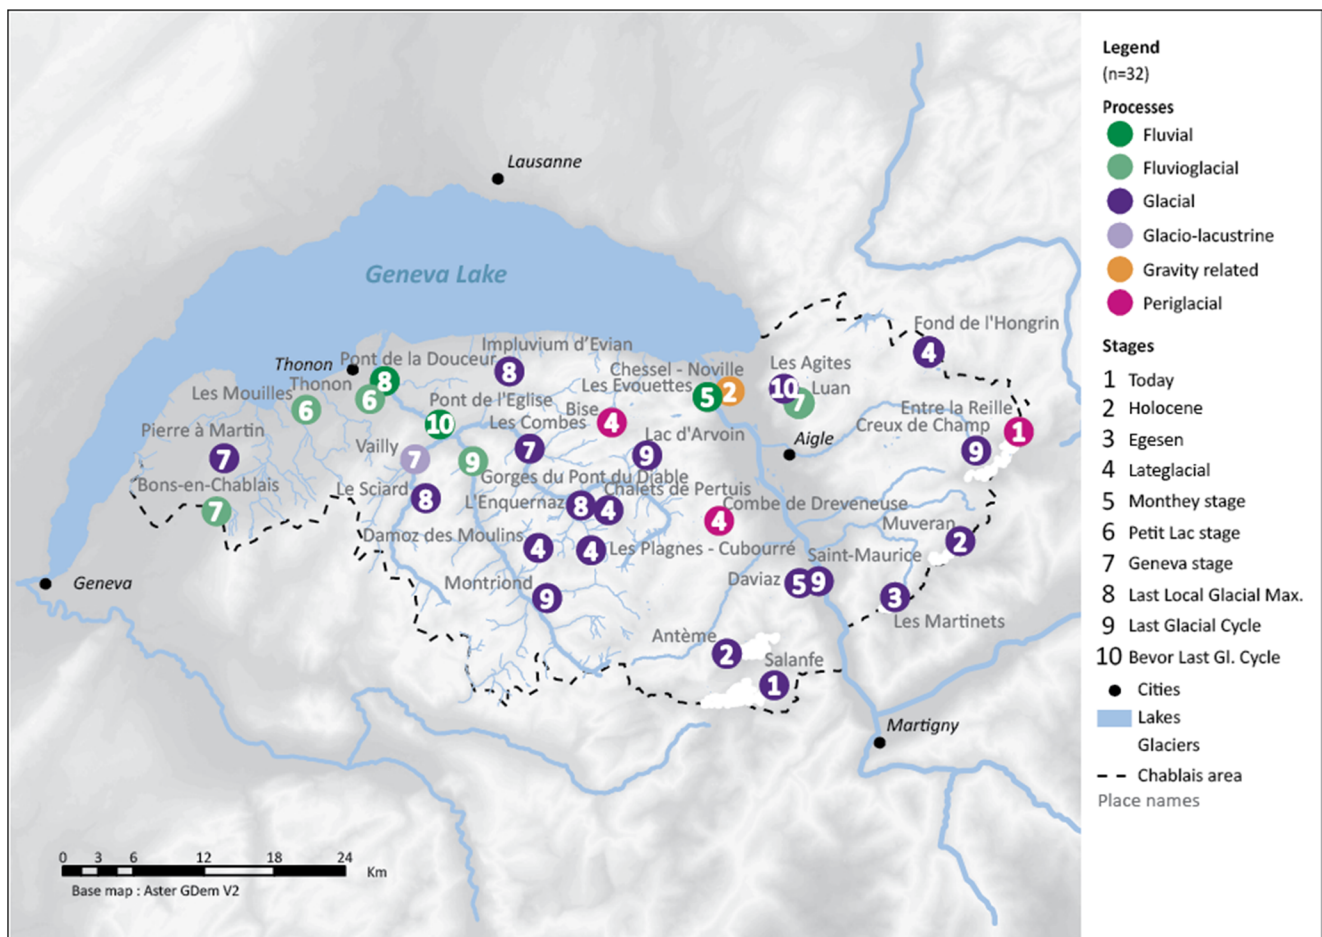 Lausanne
Geneva Lake
Fond de l'Hongrin
4
Thonon
Pont de la Douceur
8
Impluvium d'Evian
8
Chessel - Noville
2
Les Agites
10
Les Mouilles
6
Thonon
6
Les Evouettes
5
Luan
7
Pont de l'Eglise
10
Bise
4
Les Combes
7
Entre la Reille
1
Creux de Champ
9
Pierre à Martin
7
Vailly
7
9
Lac d'Arvoin
9
Aigle
Bons-en-Chablais
7
Le Sciard
8
Gorges du Pont du Diable
Chalets de Pertuis
4
L'Enquernaz
8
Combe de Dreveneuse
4
Muveran
2
Damoz des Moulins
4
Les Plagnes - Cubourré
4
Saint-Maurice
9
Daviaz
5
Geneva
Montriond
9
3
Les Martinets
Antème
2
Salanfe
1
Martigny
0 3 6 12 18 24
Km
Base map : Aster GDem V2
Legend
(n=32)
Processes
Fluvial
Fluvioglacial
Glacial
Glacio-lacustrine
Gravity related
Periglacial
Stages
1 Today
2 Holocene
3 Egesen
4 Lateglacial
5 Monthey stage
6 Petit Lac stage
7 Geneva stage
8 Last Local Glacial Max.
9 Last Glacial Cycle
10 Bevor Last Gl. Cycle
Cities
Lakes
Glaciers
Chablais area
Place names